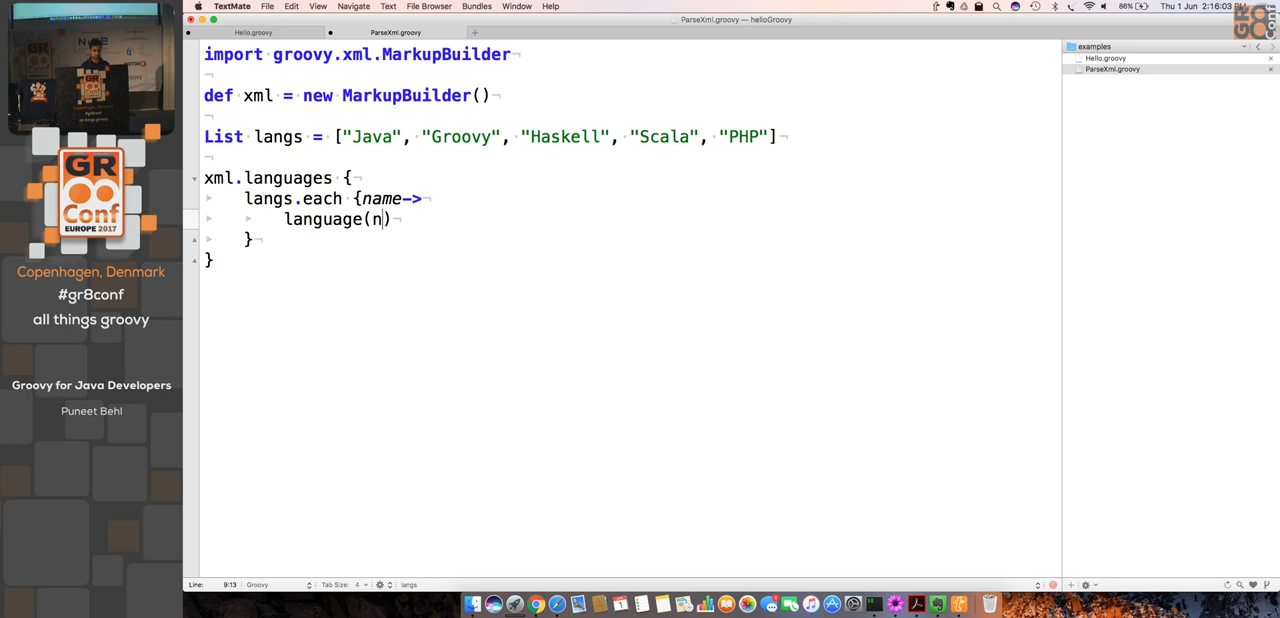 TextMate File Edit View Navigate Text File Browser Bundles Window Help
86% Thu 1 Jun 2:16:03 PM
ParseXml.groovy — helloGroovy
Hello.groovy
ParseXml.groovy
import groovy.xml.MarkupBuilder
def xml = new MarkupBuilder()
List langs = ["Java", "Groovy", "Haskell", "Scala", "PHP"]
xml.languages {
langs.each {name->
language(n)
}
}
examples
Hello.groovy
ParseXml.groovy
Line: 9:13 Groovy Tab Size: 4 langs
GR
Conf
EUROPE 2017
Copenhagen, Denmark
#gr8conf
all things groovy
Groovy for Java Developers
Puneet Behl